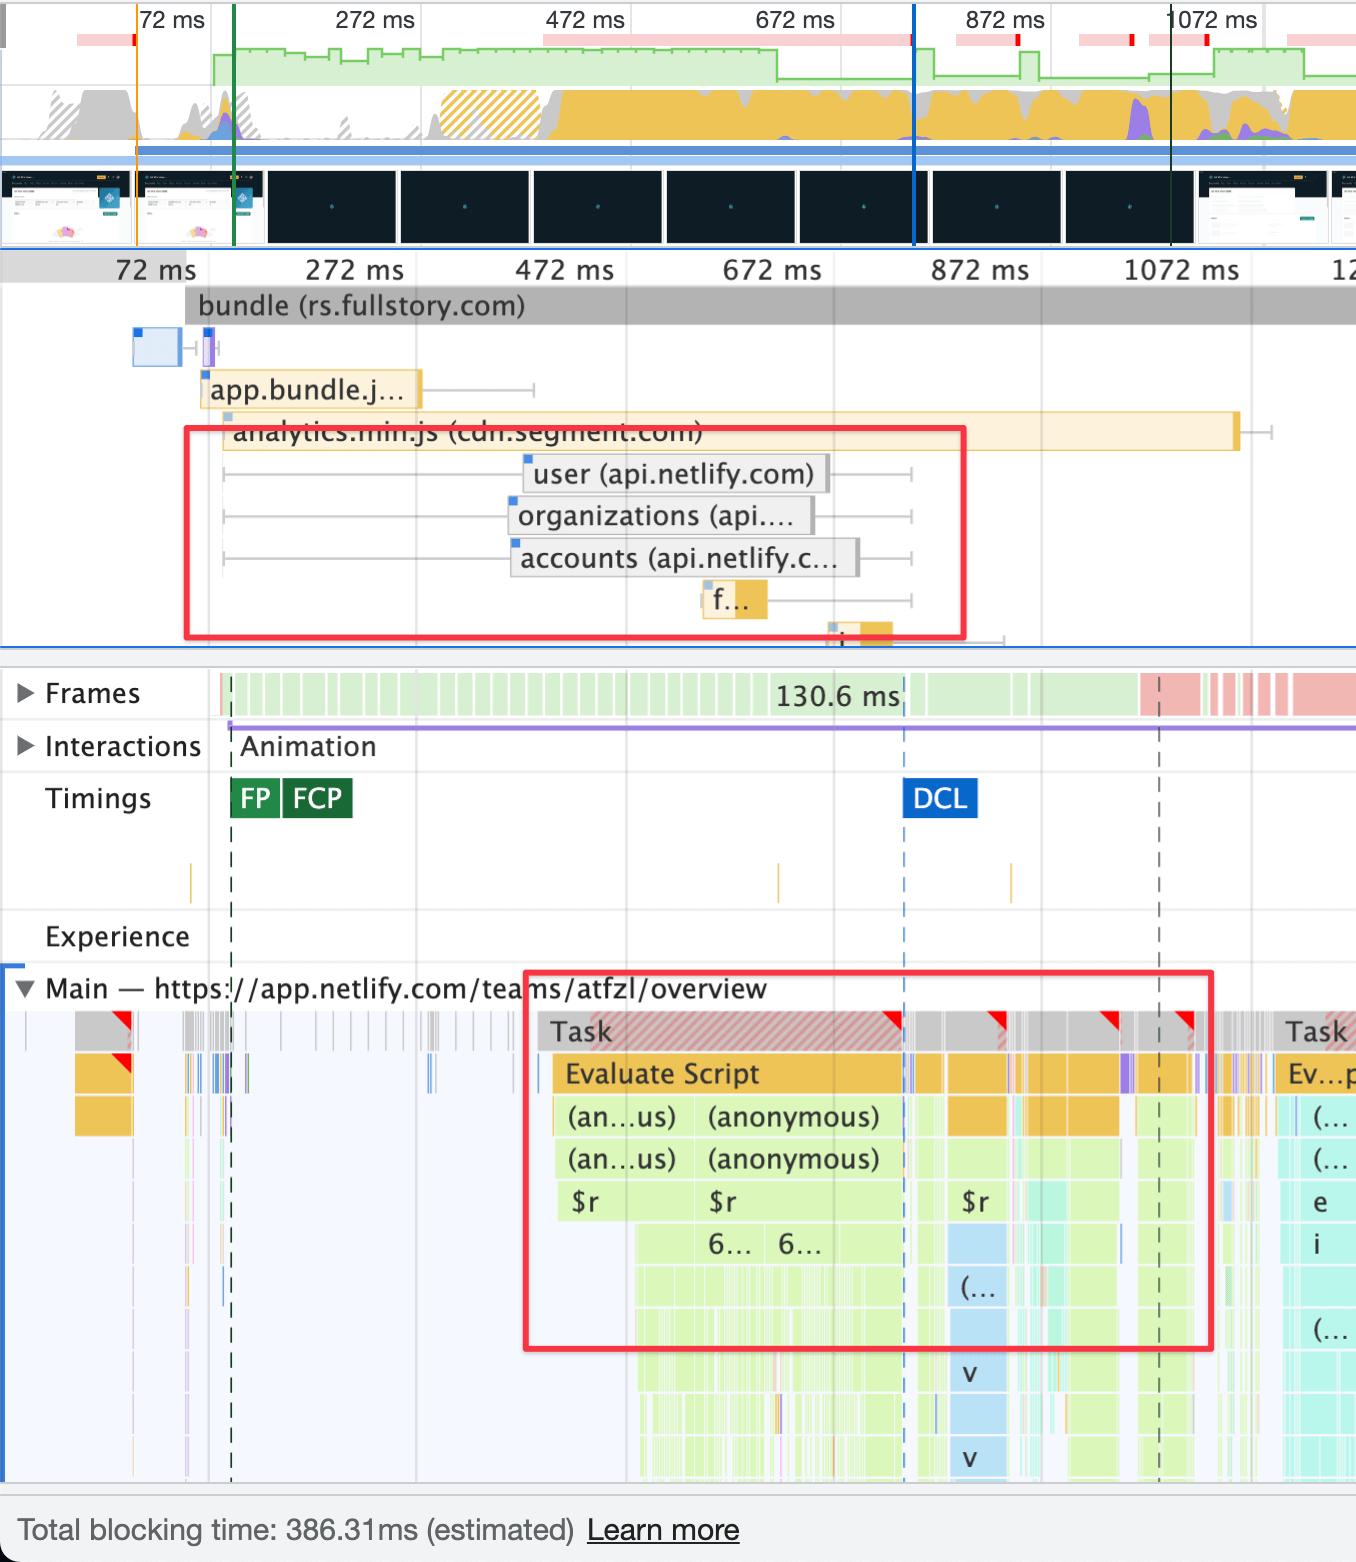 72 ms 272 ms 472 ms 672 ms 872 ms 1072 ms
72 ms 272 ms 472 ms 672 ms 872 ms 1072 ms 12
bundle (rs.fullstory.com)
app.bundle.j...
analytics.min.js (cdn.segment.com)
user (api.netlify.com)
organizations (api....
accounts (api.netlify.c...
f...
Frames 130.6 ms
Interactions Animation
Timings FP FCP DCL
Experience
Main — https://app.netlify.com/teams/atfzl/overview
Task Task
Evaluate Script Ev...p
(an...us) (anonymous) (...
(an...us) (anonymous) (...
$r $r $r e
6... 6... i
(...
(...
v
v
Total blocking time: 386.31ms (estimated) Learn more